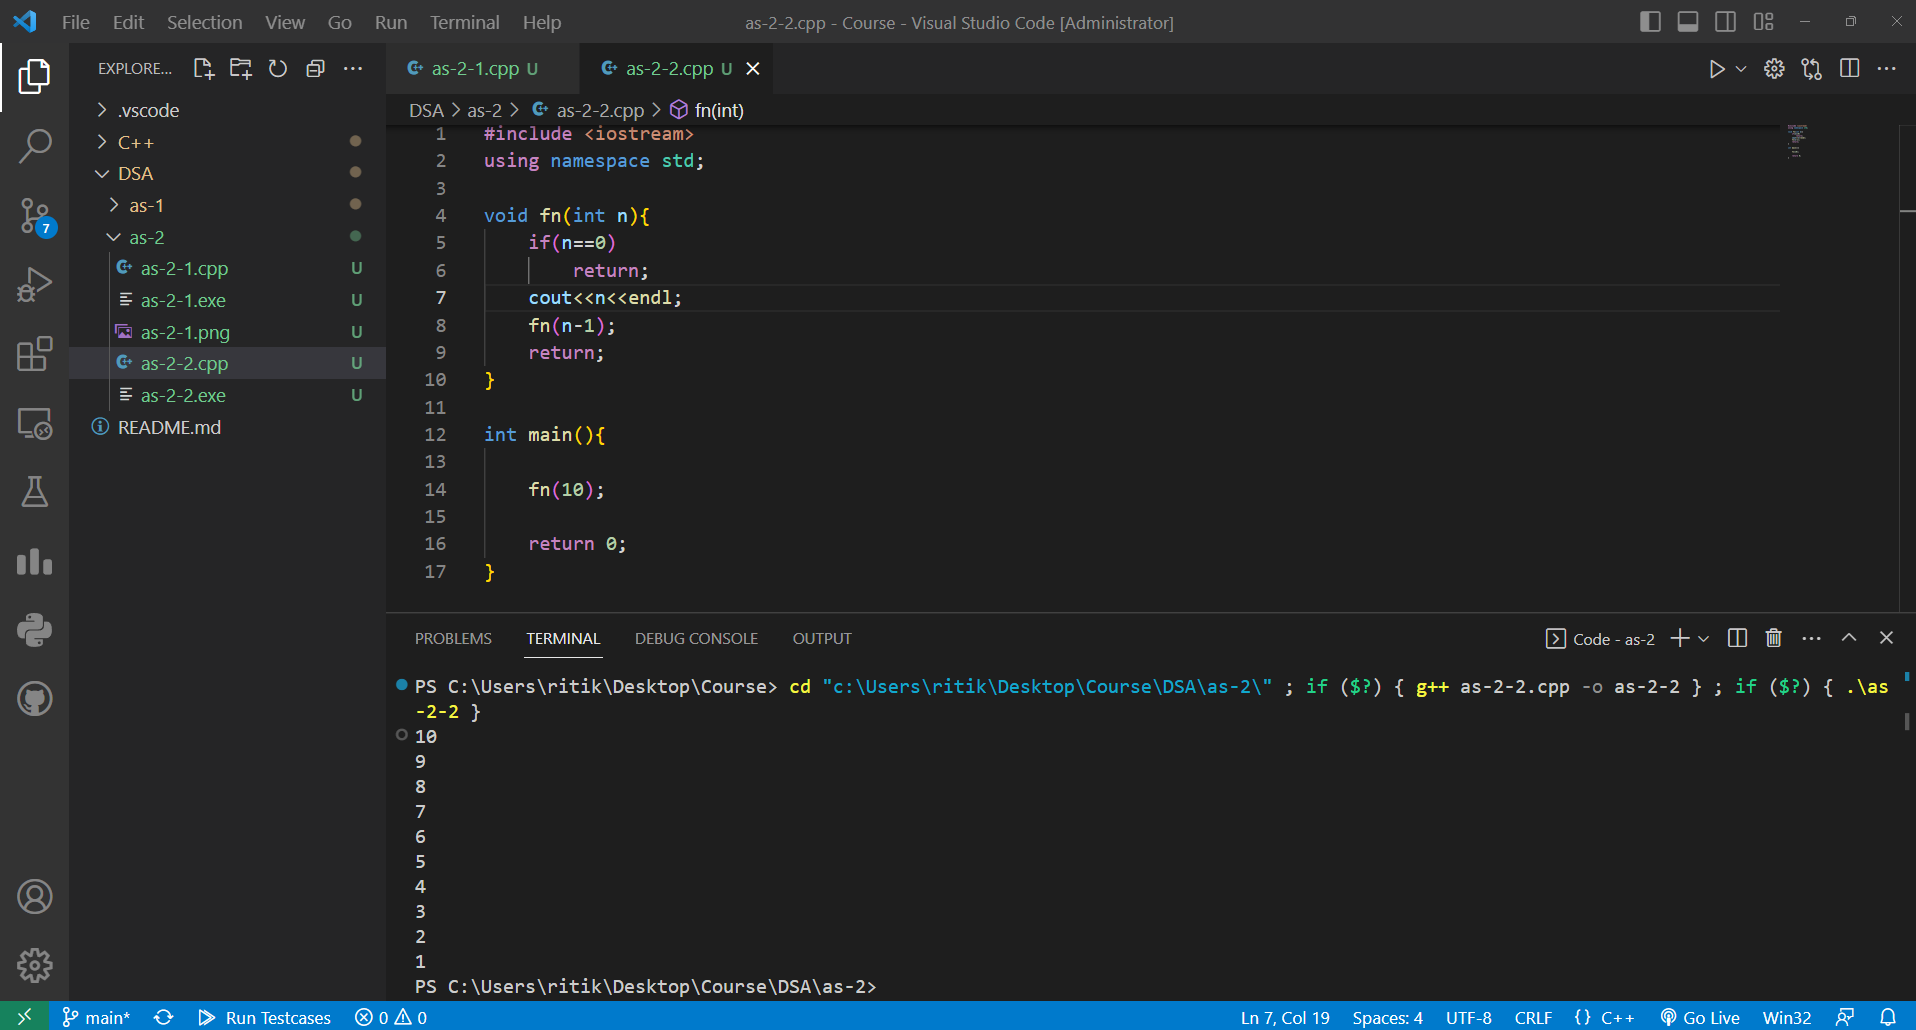 File Edit Selection View Go Run Terminal Help
as-2-2.cpp - Course - Visual Studio Code [Administrator]
EXPLORE...
.vscode
C++
DSA
as-1
as-2
as-2-1.cpp U
as-2-1.exe U
as-2-1.png U
as-2-2.cpp U
as-2-2.exe U
README.md
7
as-2-1.cpp U
as-2-2.cpp U
DSA > as-2 > as-2-2.cpp > fn(int)
1 #include <iostream>
2 using namespace std;
3
4 void fn(int n){
5     if(n==0)
6         return;
7     cout<<n<<endl;
8     fn(n-1);
9     return;
10 }
11
12 int main(){
13
14     fn(10);
15
16     return 0;
17 }
PROBLEMS TERMINAL DEBUG CONSOLE OUTPUT
Code - as-2
PS C:\Users\ritik\Desktop\Course> cd "c:\Users\ritik\Desktop\Course\DSA\as-2\" ; if ($?) { g++ as-2-2.cpp -o as-2-2 } ; if ($?) { .\as
-2-2 }
10
9
8
7
6
5
4
3
2
1
PS C:\Users\ritik\Desktop\Course\DSA\as-2>
main* Run Testcases 0 0 Ln 7, Col 19 Spaces: 4 UTF-8 CRLF {} C++ Go Live Win32